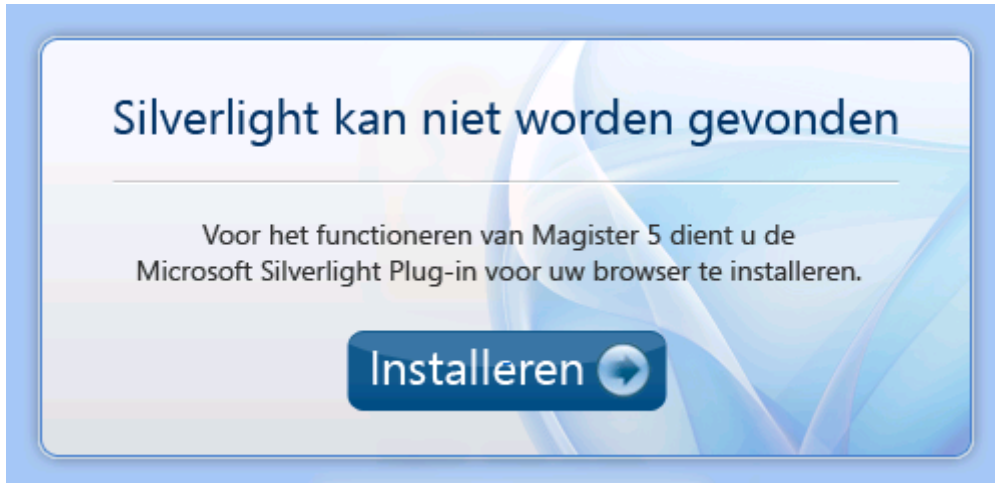 Silverlight kan niet worden gevonden
Voor het functioneren van Magister 5 dient u de
Microsoft Silverlight Plug-in voor uw browser te installeren.
Installeren